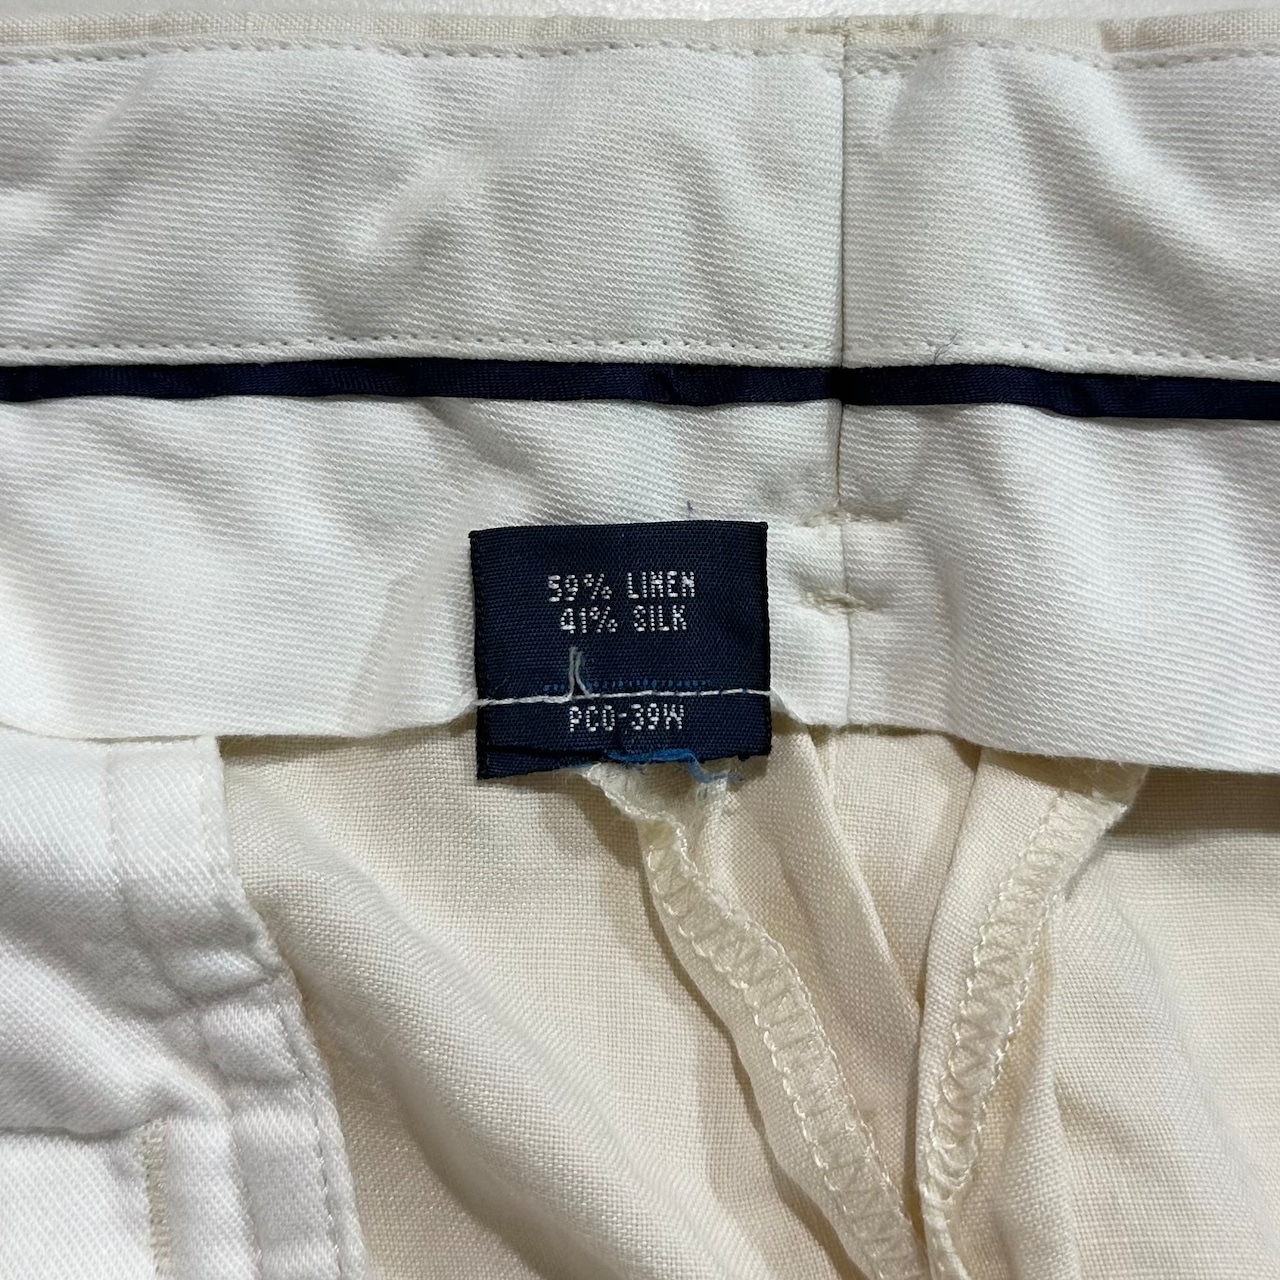 59% LINEN
41% SILK
PCO-39W